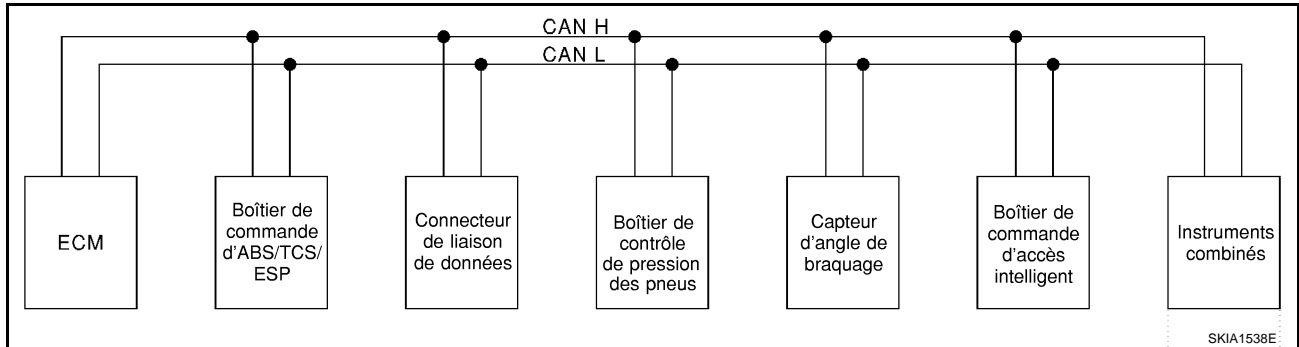 CAN H
CAN L
ECM
Boîtier de
commande
d'ABS/TCS/
ESP
Connecteur
de liaison
de données
Boîtier de
contrôle
de pression
des pneus
Capteur
d'angle de
braquage
Boîtier de
commande
d'accès
intelligent
Instruments
combinés
SKIA1538E